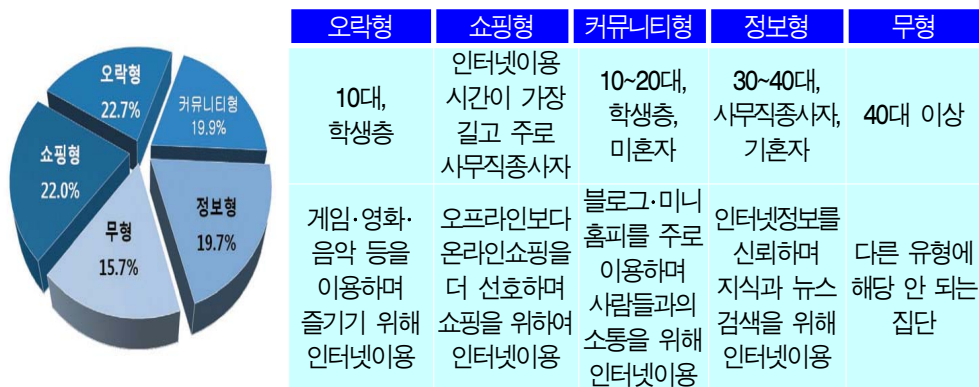 오락형
22.7%
커뮤니티형
19.9%
쇼핑형
22.0%
정보형
19.7%
무형
15.7%
오락형
쇼핑형
커뮤니티형
정보형
무형
10대,
학생층
인터넷이용
시간이 가장
길고 주로
사무직종사자
10~20대,
학생층,
미혼자
30~40대,
사무직종사자,
기혼자
40대 이상
게임·영화·
음악 등을
이용하며
즐기기 위해
인터넷이용
오프라인보다
온라인쇼핑을
더 선호하며
쇼핑을 위하여
인터넷이용
블로그·미니
홈피를 주로
이용하며
사람들과의
소통을 위해
인터넷이용
인터넷정보를
신뢰하며
지식과 뉴스
검색을 위해
인터넷이용
다른 유형에
해당 안 되는
집단